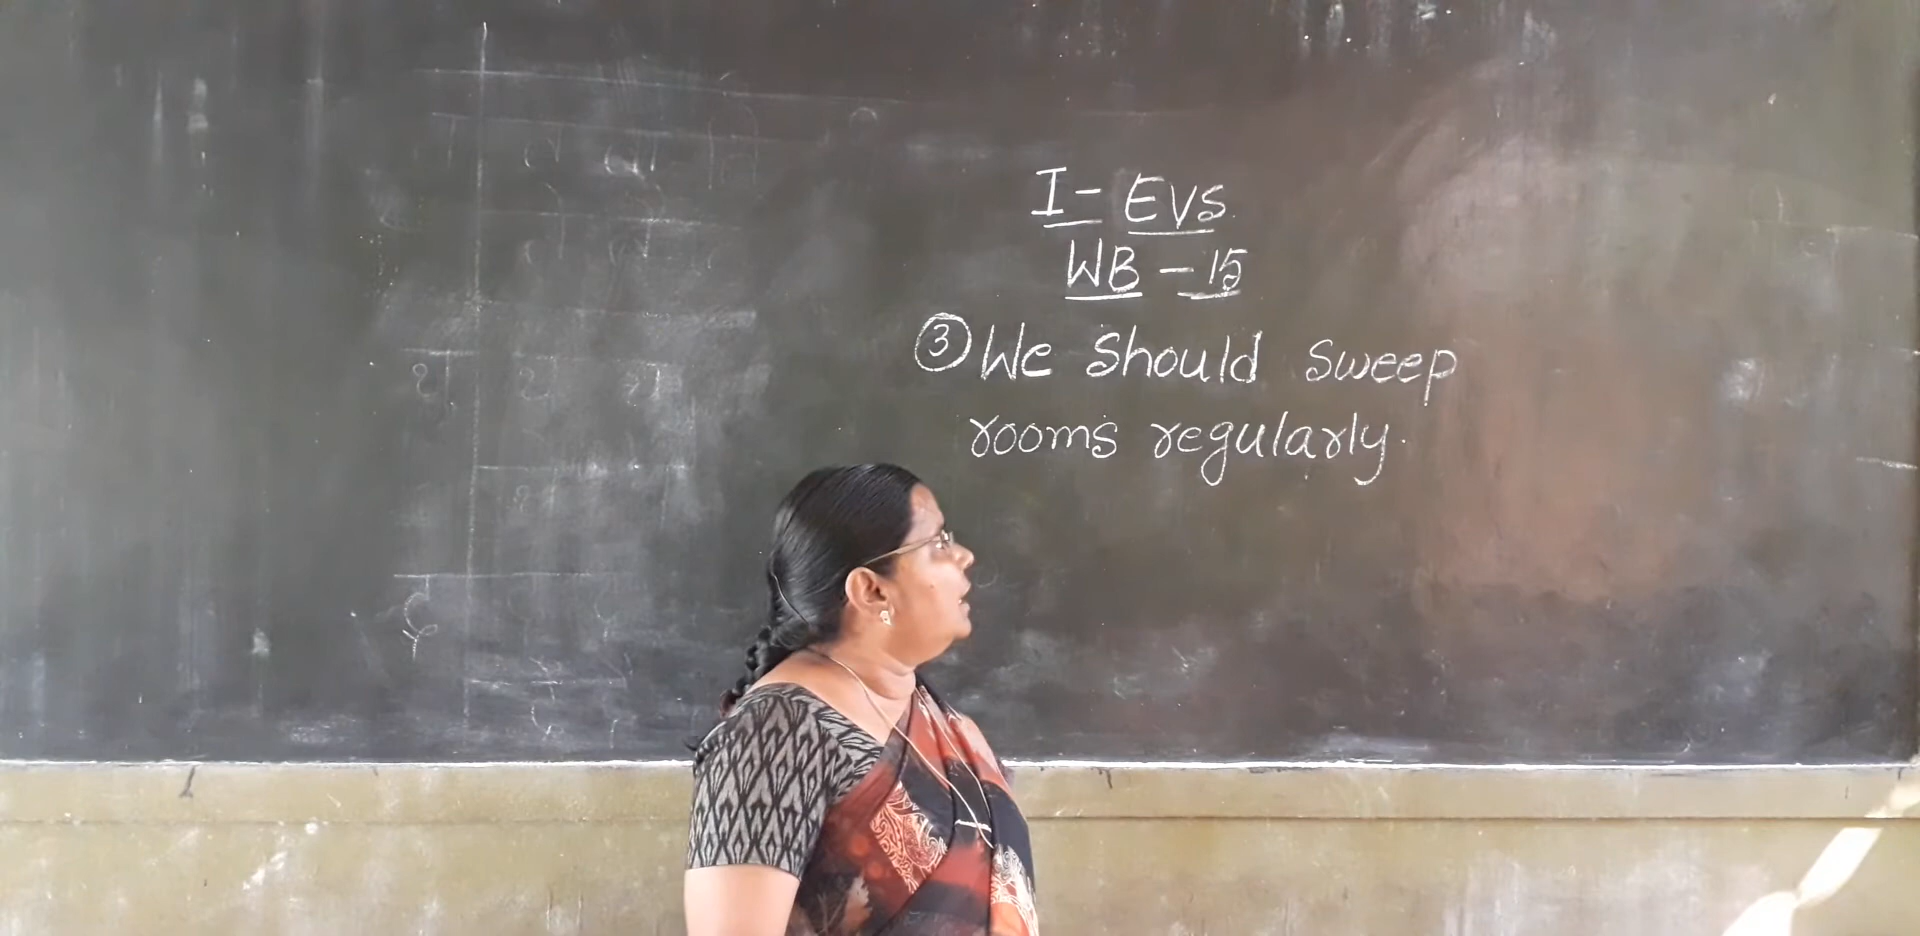 I - EVS
WB - 15
③ We should sweep
rooms regularly.